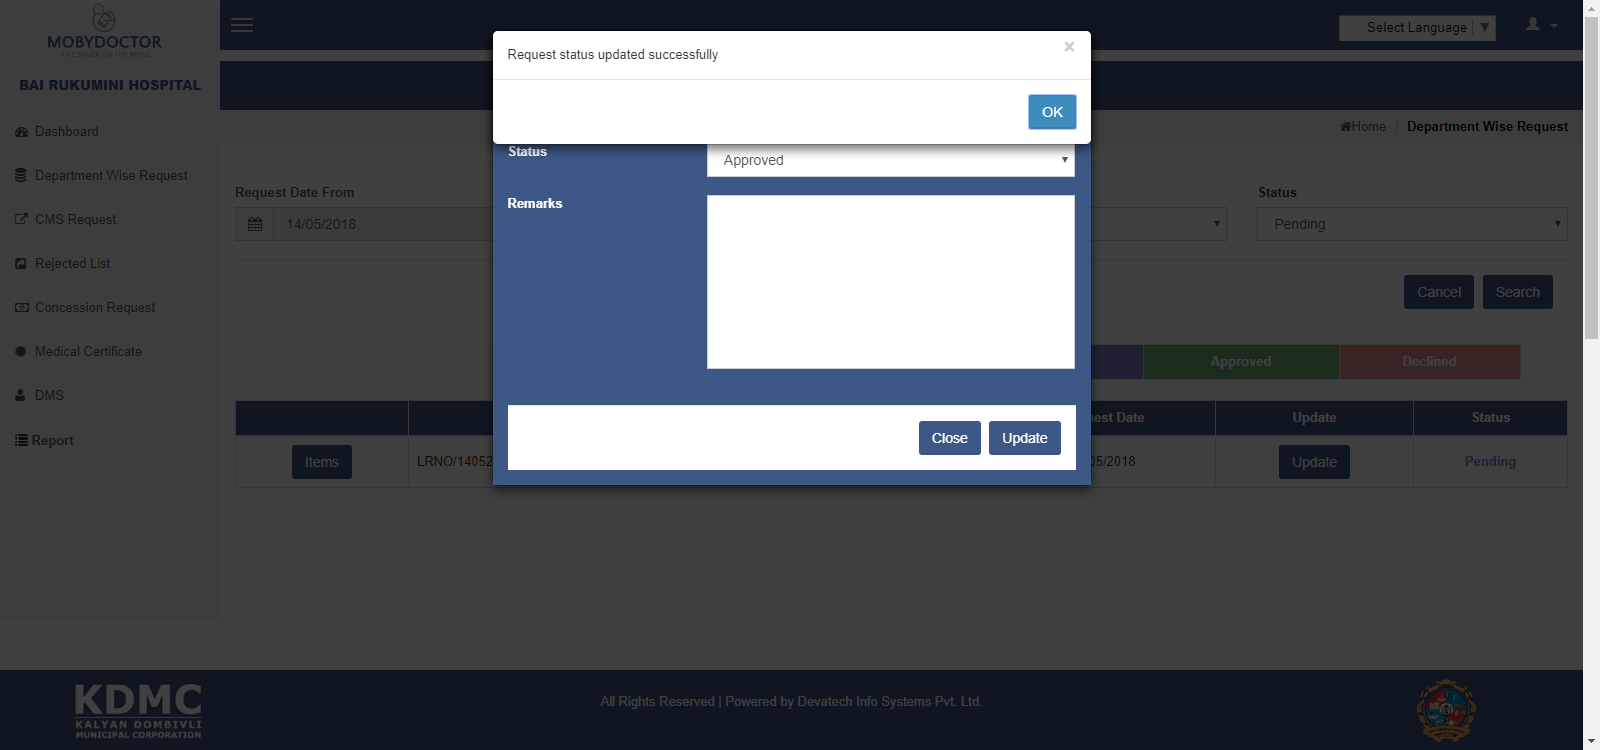 MOBYDOCTOR
LIFE SAVER ON THE MOVE
BAI RUKUMINI HOSPITAL
Dashboard
Department Wise Request
CMS Request
Rejected List
Concession Request
Medical Certificate
DMS
Report
Select Language ▼
Home / Department Wise Request
Request status updated successfully
×
OK
Status
Approved
Remarks
Close
Update
Request Date From
14/05/2018
Status
Pending
Cancel
Search
Approved
Declined
est Date
Update
Status
Items
LRNO/14052
05/2018
Update
Pending
KDMC
KALYAN DOMBIVLI
MUNICIPAL CORPORATION
All Rights Reserved | Powered by Devatech Info Systems Pvt. Ltd.